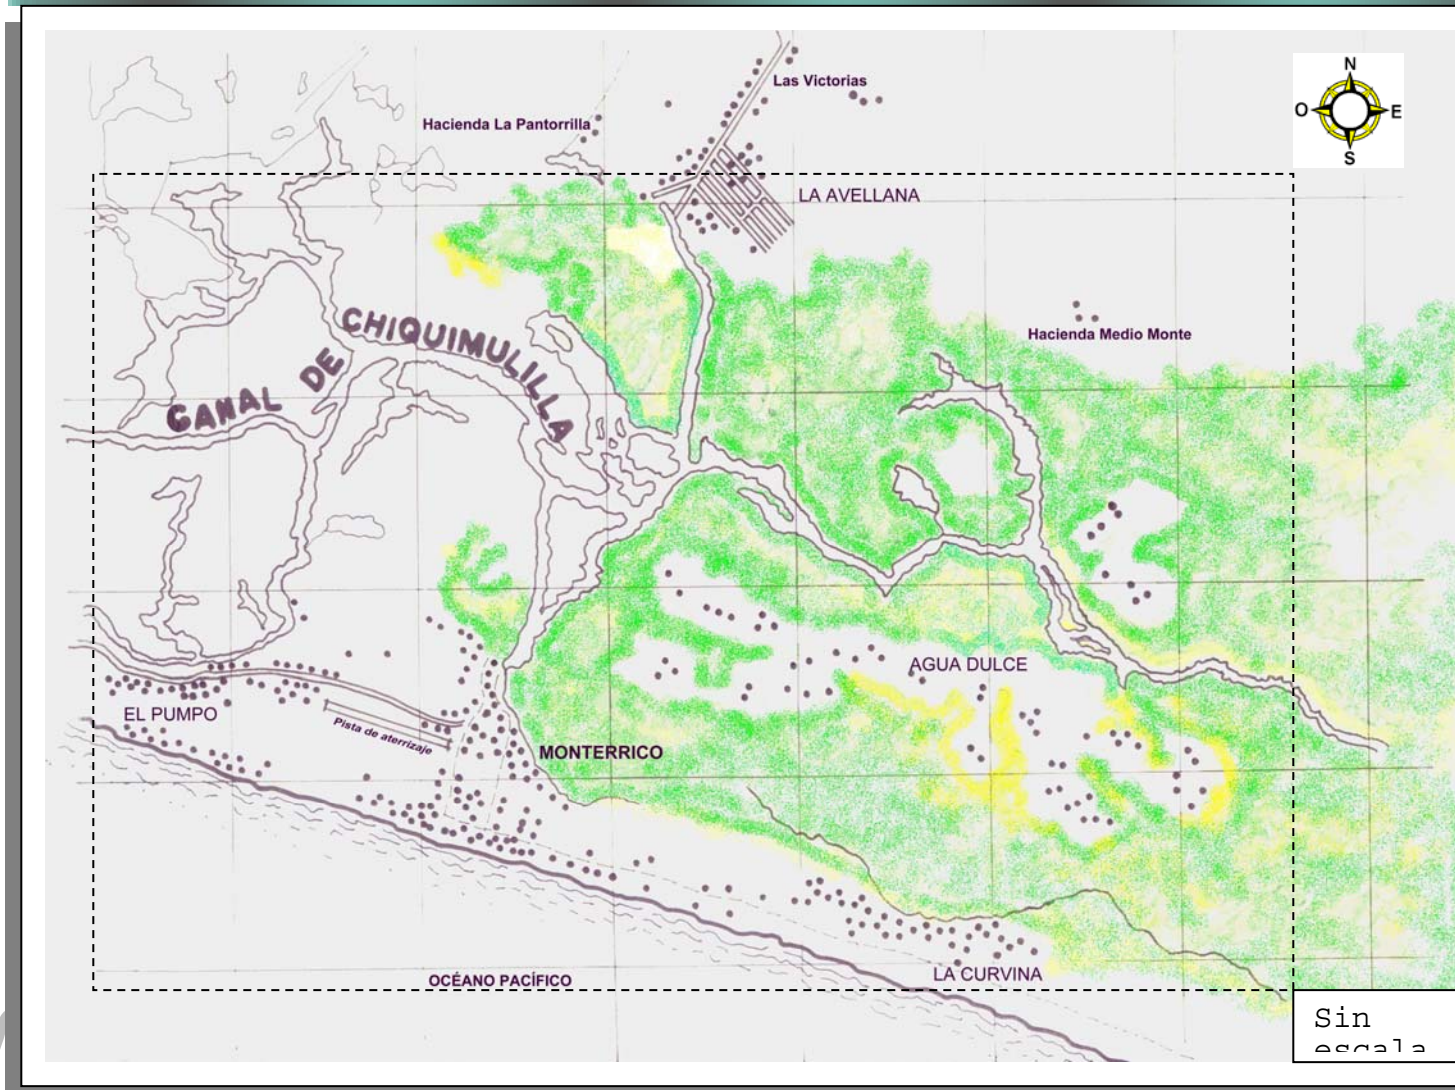 N
Las Victorias
O
E
Hacienda La Pantorrilla
S
LA AVELLANA
CANAL DE CHIQUIMULILLA
Hacienda Medio Monte
AGUA DULCE
EL PUMPO
Pista de aterrizaje
MONTERRICO
LA CURVINA
OCÉANO PACÍFICO
Sin
escala